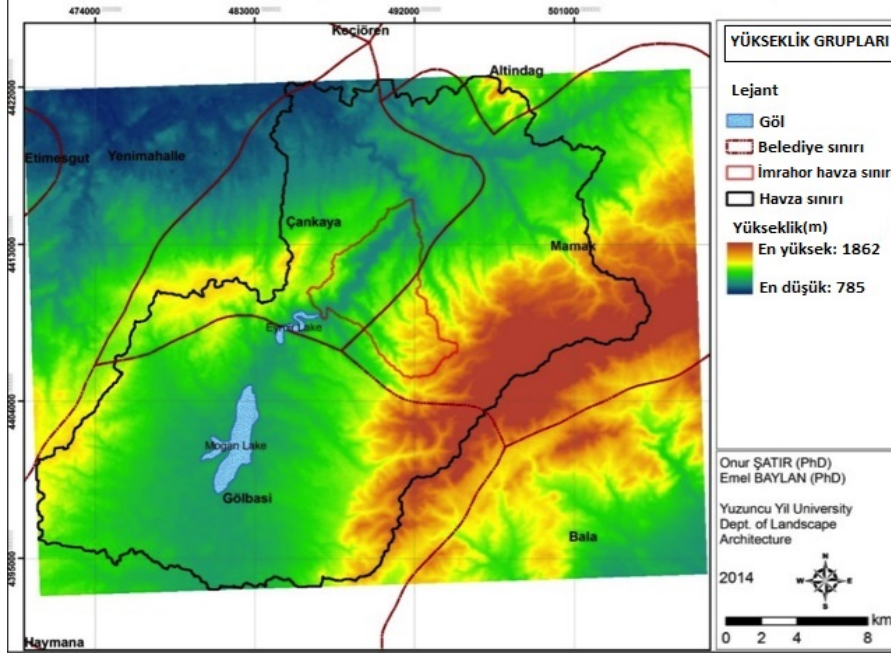 474000 483000 492000 501000
Keçiören
4422000
Altindag
Etimesgut Yenimahalle
Çankaya
4413000
Mamak
Eymir Lake
4404000
Mogan Lake
Gölbasi
Bala
4395000
Haymana
YÜKSEKLİK GRUPLARI
Lejant
Göl
Belediye sınırı
İmrahor havza sınır
Havza sınırı
Yükseklik(m)
En yüksek: 1862
En düşük: 785
Onur ŞATIR (PhD)
Emel BAYLAN (PhD)
Yuzuncu Yil University
Dept. of Landscape
Architecture
2014
N
W E
S
km
0 2 4 8